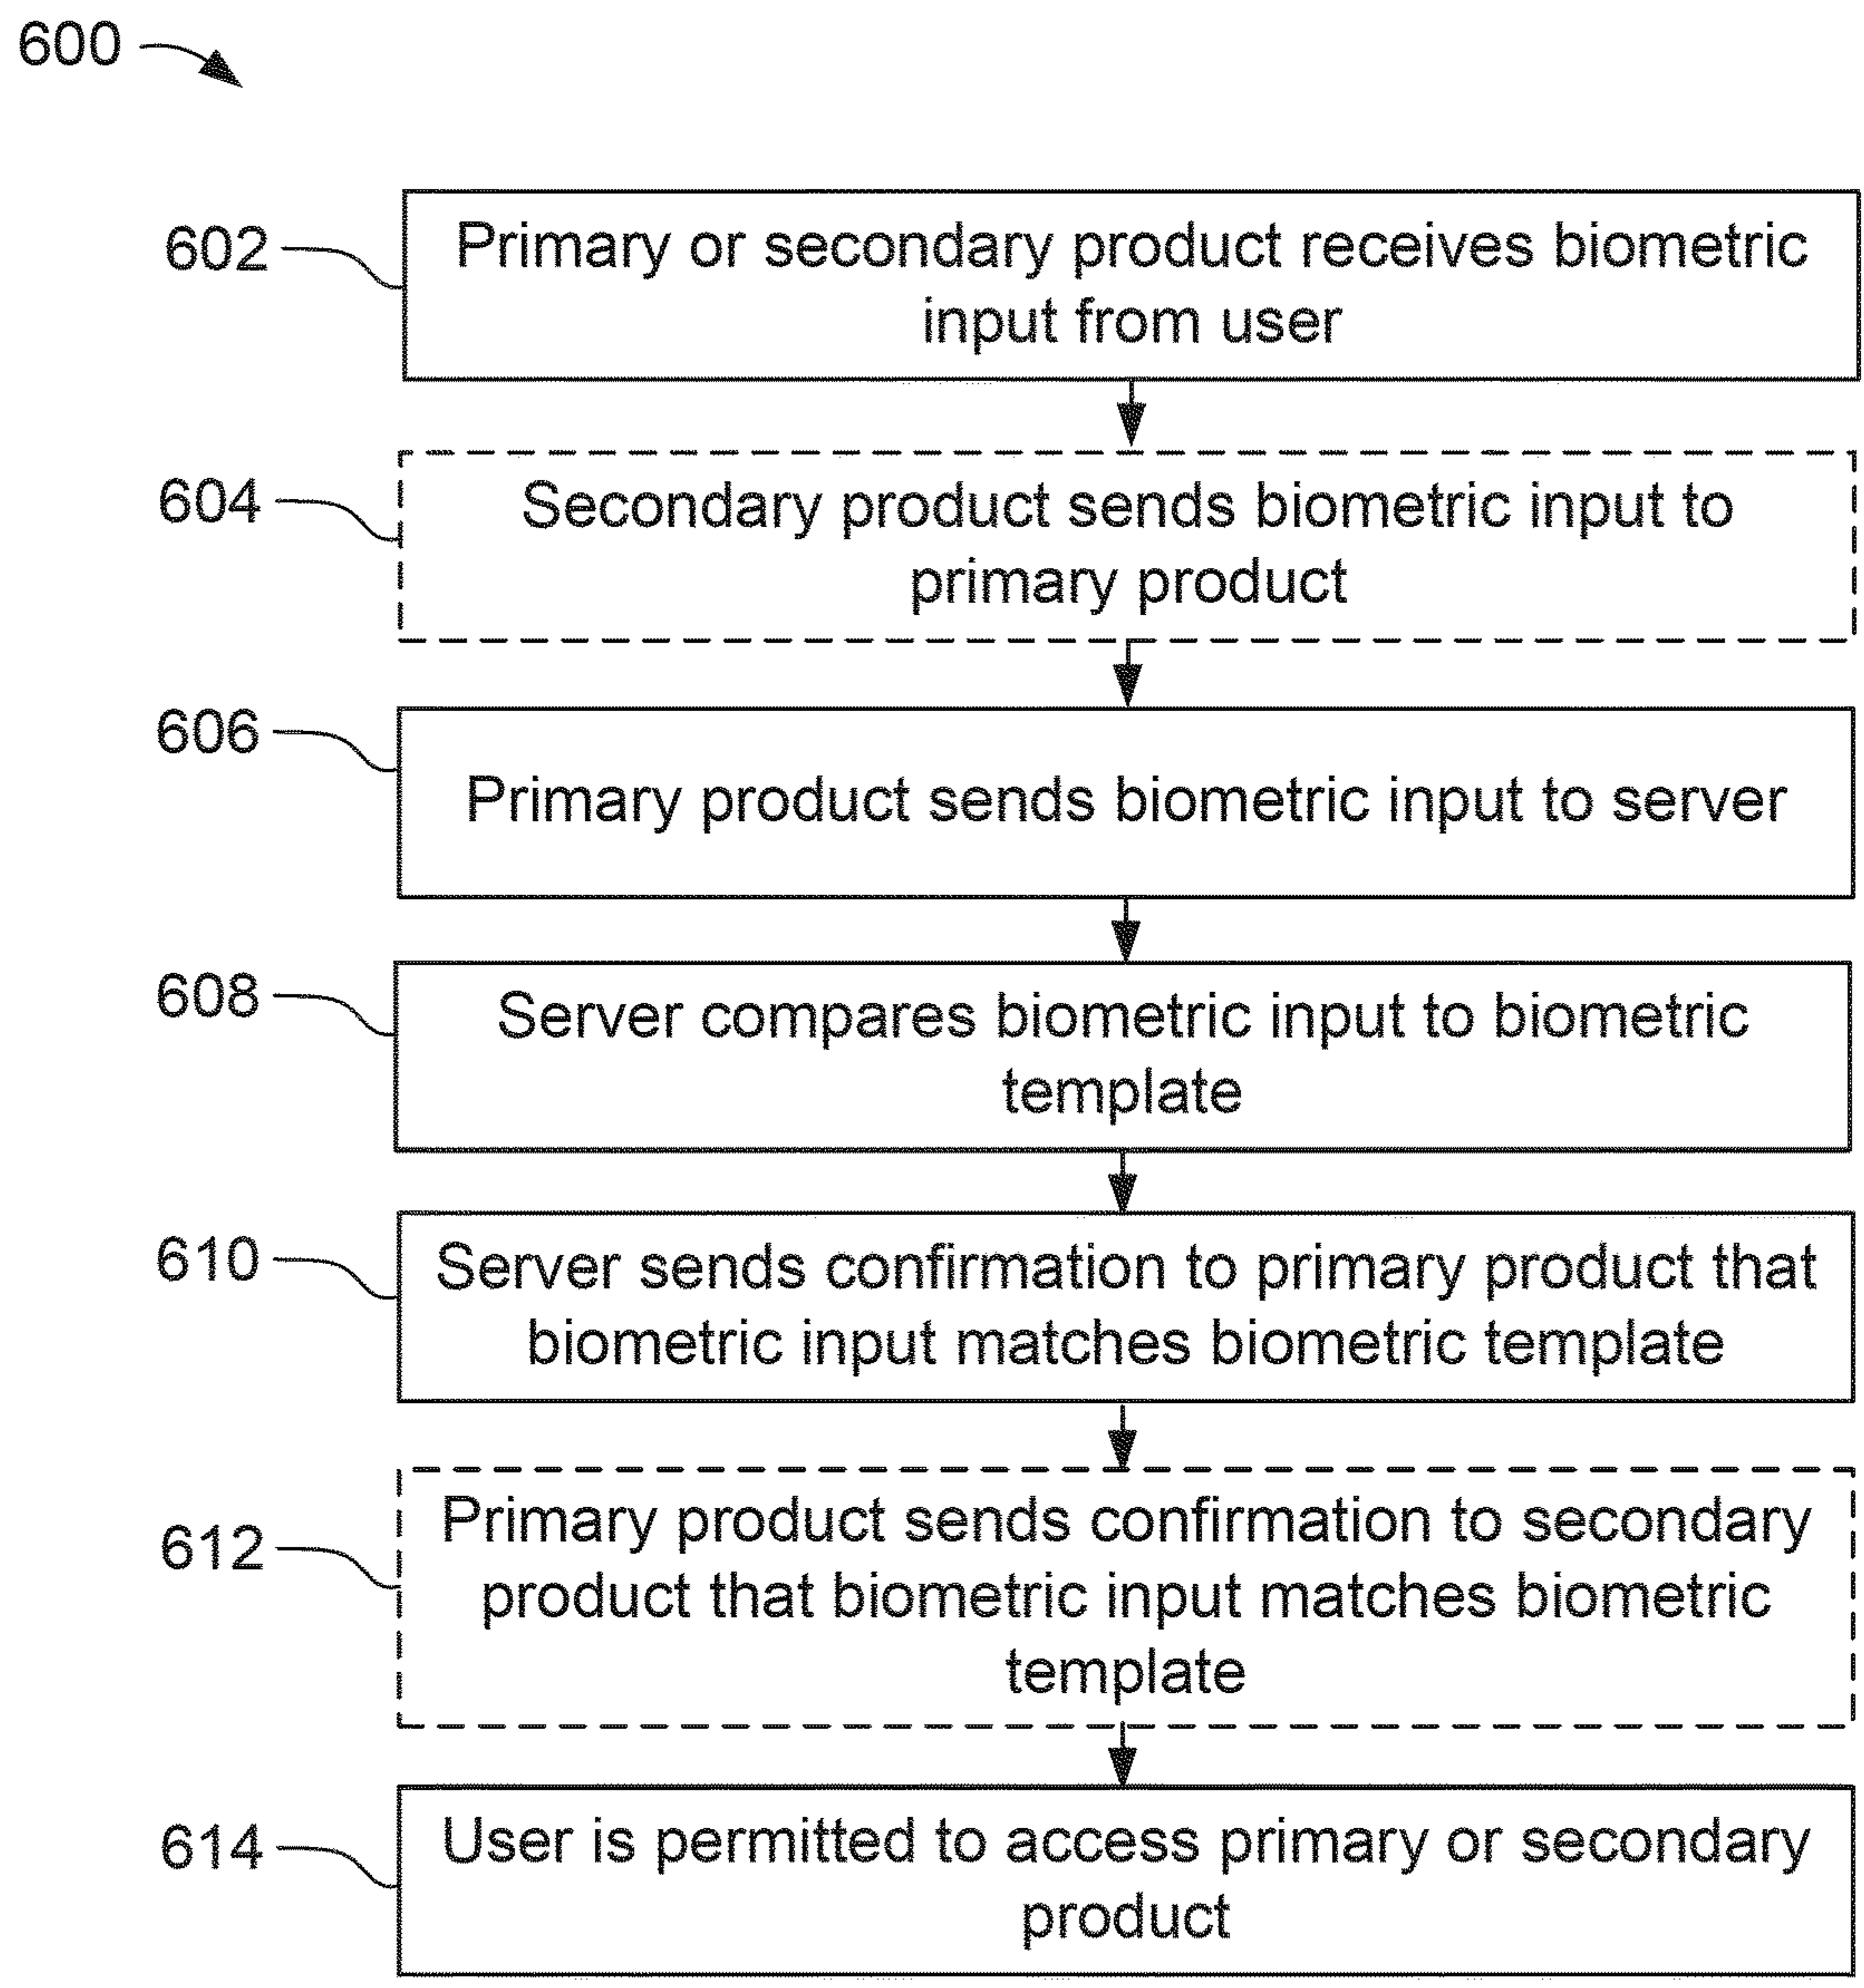 600
602
Primary or secondary product receives biometric
input from user
604
Secondary product sends biometric input to
primary product
606
Primary product sends biometric input to server
608
Server compares biometric input to biometric
template
610
Server sends confirmation to primary product that
biometric input matches biometric template
612
Primary product sends confirmation to secondary
product that biometric input matches biometric
template
614
User is permitted to access primary or secondary
product